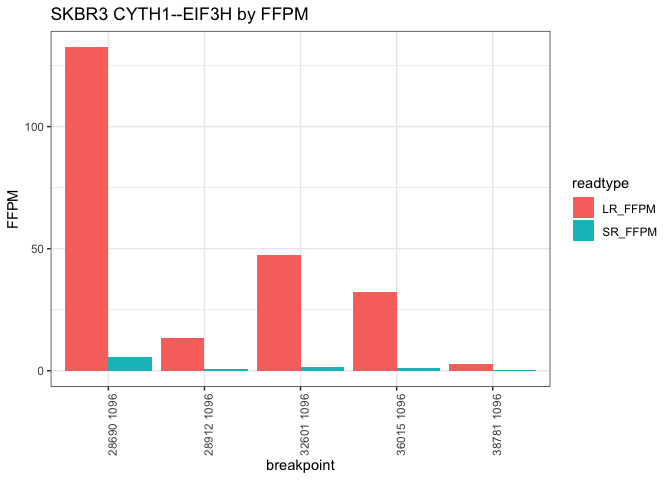 SKBR3 CYTH1--EIF3H by FFPM
FFPM
100
50
0
28690 1096
28912 1096
32601 1096
36015 1096
38781 1096
breakpoint
readtype
LR_FFPM
SR_FFPM